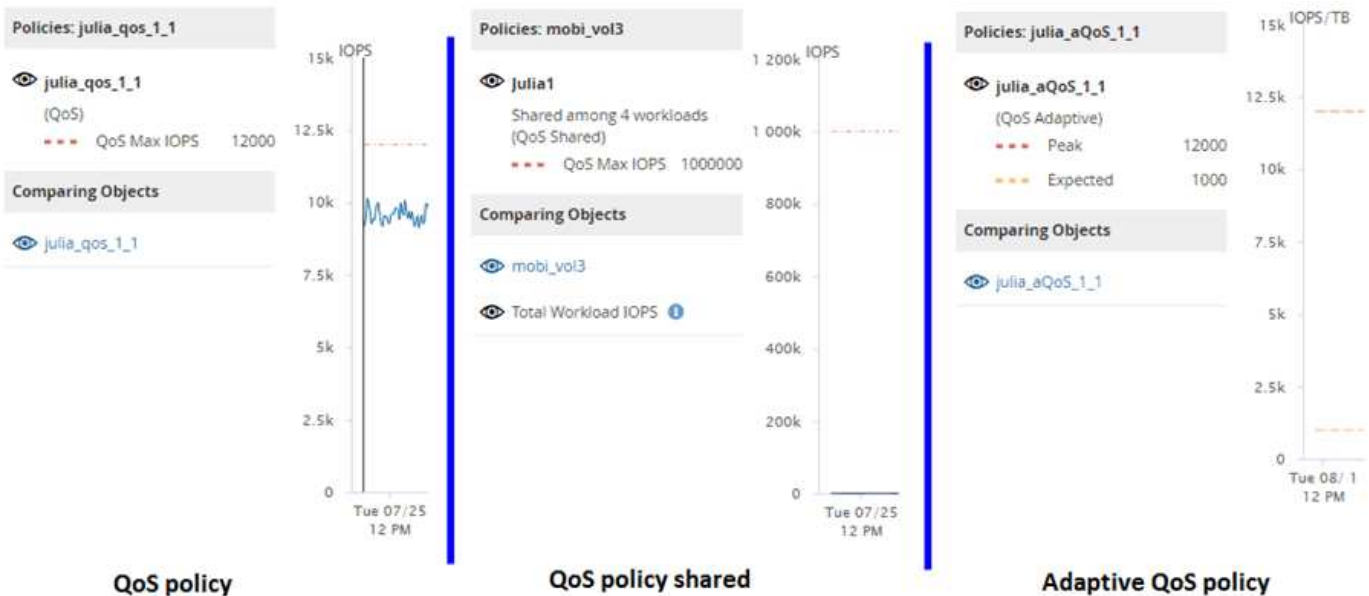 Policies: julia_qos_1_1
julia_qos_1_1
(QoS)
QoS Max IOPS 12000
Comparing Objects
julia_qos_1_1
IOPS
15k
12.5k
10k
7.5k
5k
2.5k
0
Tue 07/25
12 PM
QoS policy
Policies: mobi_vol3
Julia1
Shared among 4 workloads
(QoS Shared)
QoS Max IOPS 1000000
Comparing Objects
mobi_vol3
Total Workload IOPS i
IOPS
1 200k
1 000k
800k
600k
400k
200k
0
Tue 07/25
12 PM
QoS policy shared
Policies: julia_aQoS_1_1
julia_aQoS_1_1
(QoS Adaptive)
Peak 12000
Expected 1000
Comparing Objects
julia_aQoS_1_1
IOPS/TB
15k
12.5k
10k
7.5k
5k
2.5k
0
Tue 08/ 1
12 PM
Adaptive QoS policy